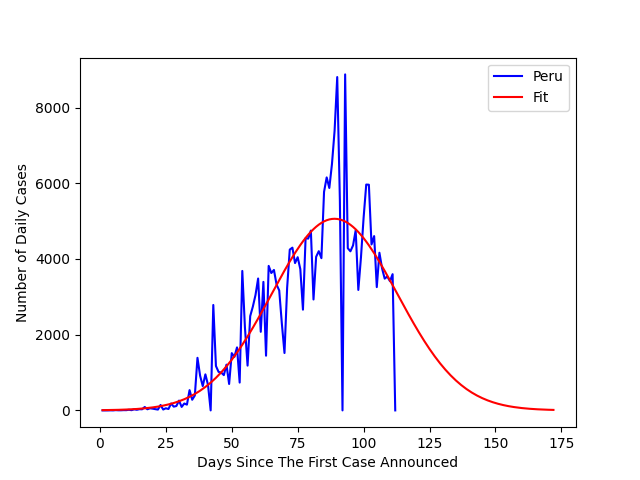 Peru
Fit
8000
6000
4000
2000
0
Number of Daily Cases
0 25 50 75 100 125 150 175
Days Since The First Case Announced